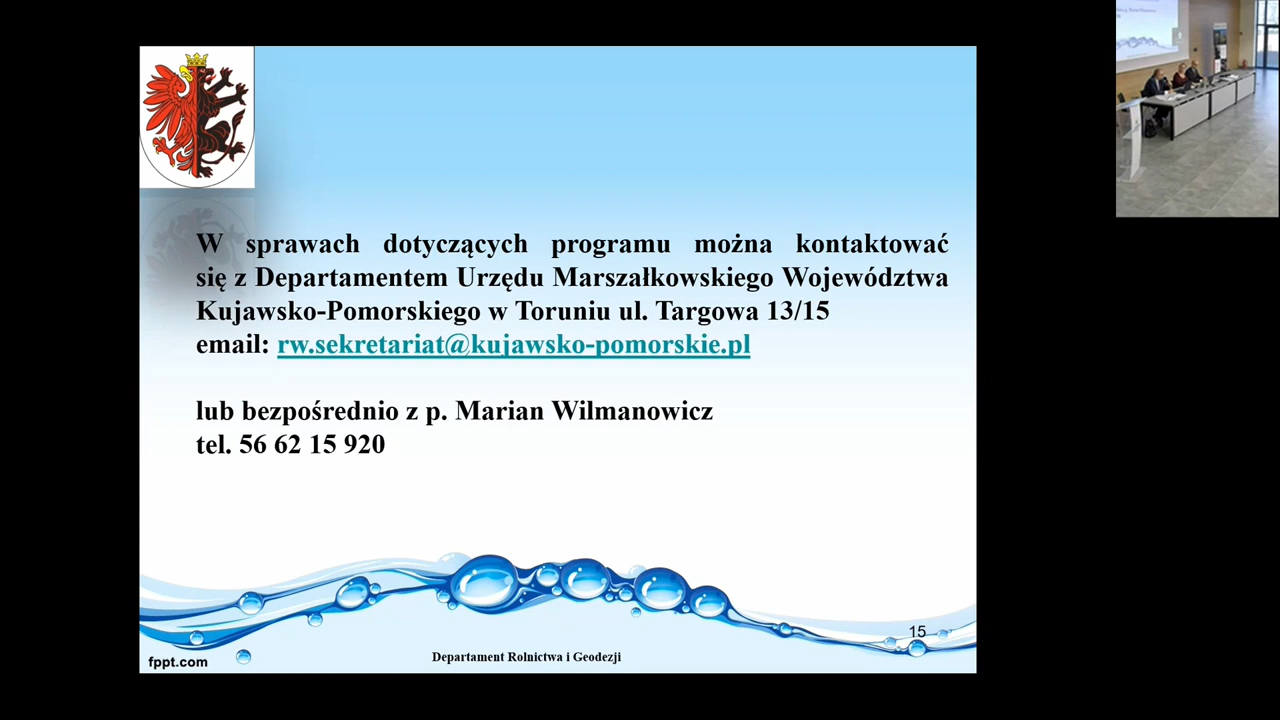 W sprawach dotyczących programu można kontaktować
się z Departamentem Urzędu Marszałkowskiego Województwa
Kujawsko-Pomorskiego w Toruniu ul. Targowa 13/15
email: rw.sekretariat@kujawsko-pomorskie.pl
lub bezpośrednio z p. Marian Wilmanowicz
tel. 56 62 15 920
15
Departament Rolnictwa i Geodezji
fppt.com